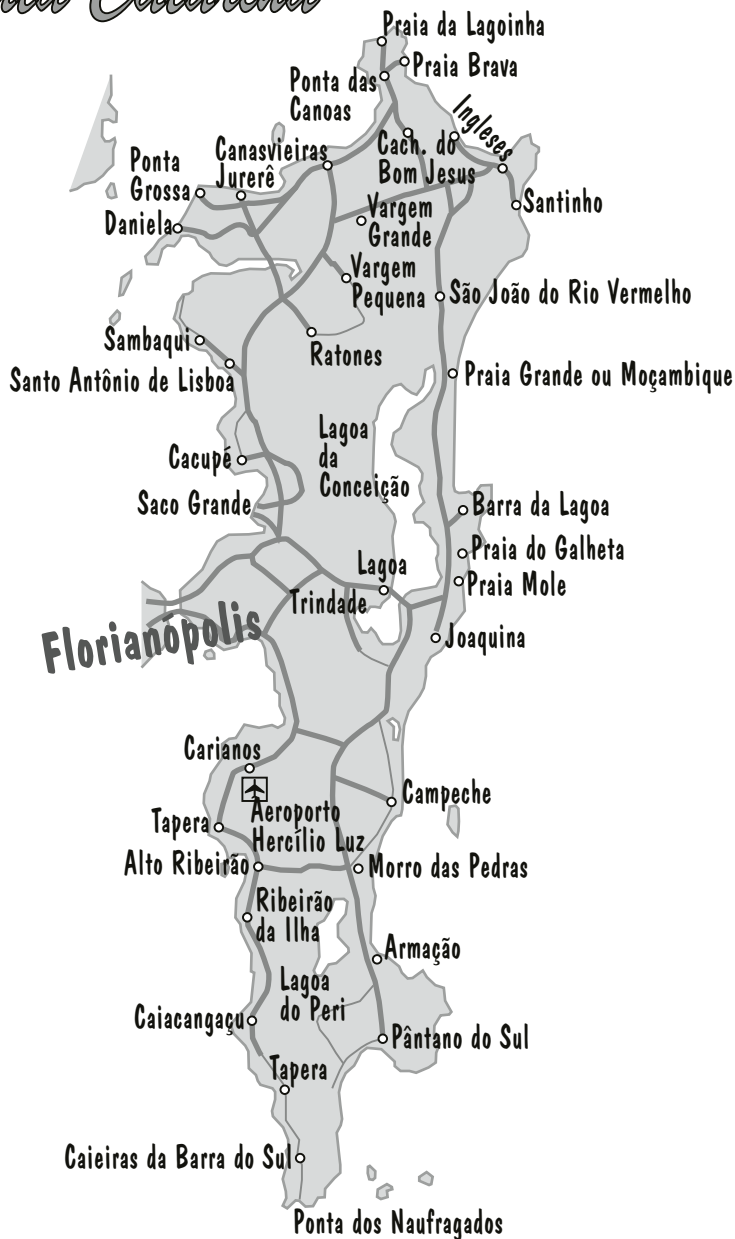 Praia da Lagoinha
Praia Brava
Ponta das
Canoas
Ingleses
Cach. do
Bom Jesus
Canasvieiras
Jurerê
Ponta
Grossa
Daniela
Santinho
Vargem
Grande
Vargem
Pequena
São João do Rio Vermelho
Sambaqui
Ratones
Santo Antônio de Lisboa
Praia Grande ou Moçambique
Lagoa
da
Conceição
Cacupé
Saco Grande
Barra da Lagoa
Praia do Galheta
Lagoa
Praia Mole
Trindade
Florianópolis
Joaquina
Carianos
Campeche
Aeroporto
Hercílio Luz
Tapera
Alto Ribeirão
Morro das Pedras
Ribeirão
da Ilha
Armação
Lagoa
do Peri
Caiacangaçu
Pântano do Sul
Tapera
Caieiras da Barra do Sul
Ponta dos Naufragados